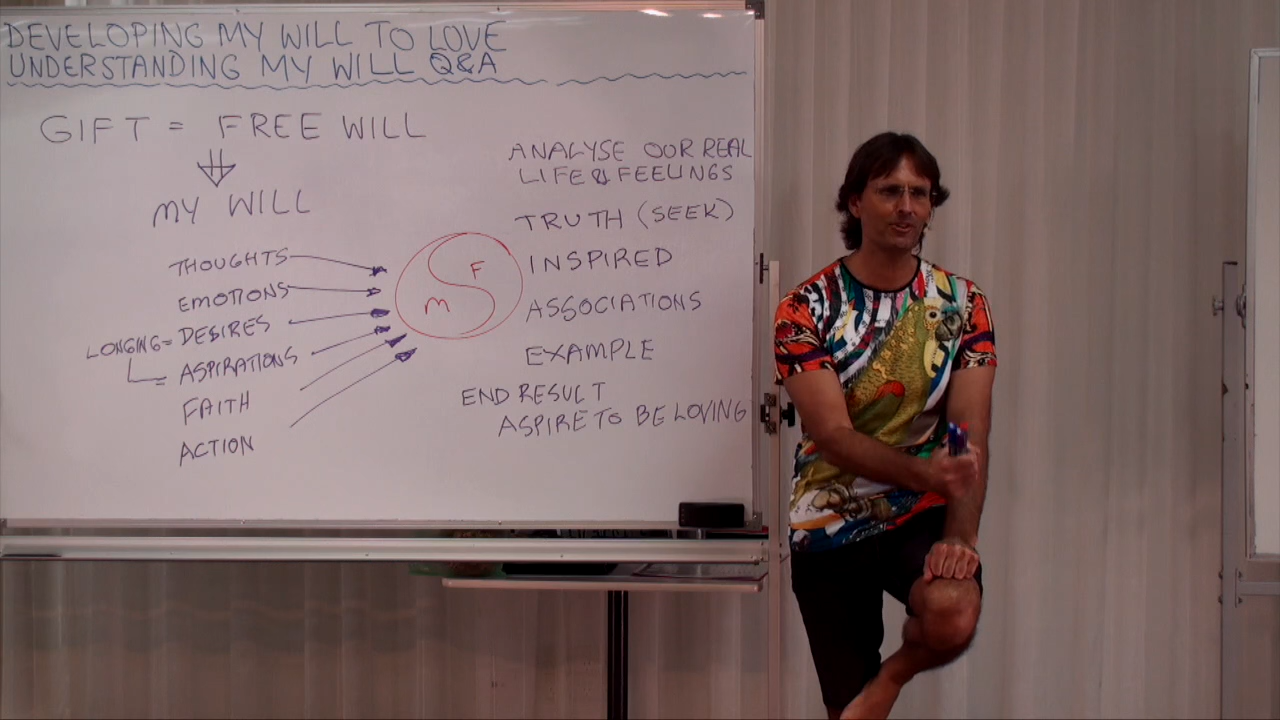 DEVELOPING MY WILL TO LOVE
UNDERSTANDING MY WILL Q&A
GIFT = FREE WILL
MY WILL
THOUGHTS
EMOTIONS
LONGING = DESIRES
= ASPIRATIONS
FAITH
ACTION
F
M
ANALYSE OUR REAL
LIFE & FEELINGS
TRUTH (SEEK)
INSPIRED
ASSOCIATIONS
EXAMPLE
END RESULT
ASPIRE TO BE LOVING